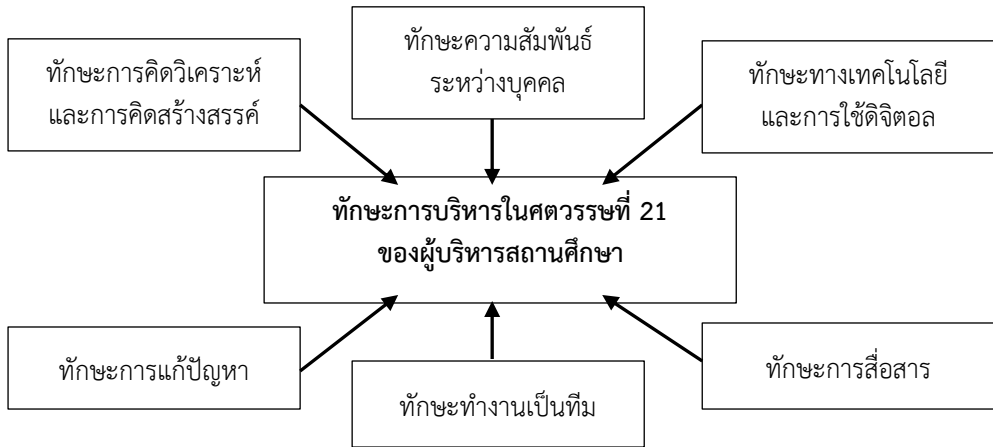 ทักษะการคิดวิเคราะห์
และการคิดสร้างสรรค์
ทักษะความสัมพันธ์
ระหว่างบุคคล
ทักษะทางเทคโนโลยี
และการใช้ดิจิตอล
ทักษะการบริหารในศตวรรษที่ 21
ของผู้บริหารสถานศึกษา
ทักษะการแก้ปัญหา
ทักษะทำงานเป็นทีม
ทักษะการสื่อสาร